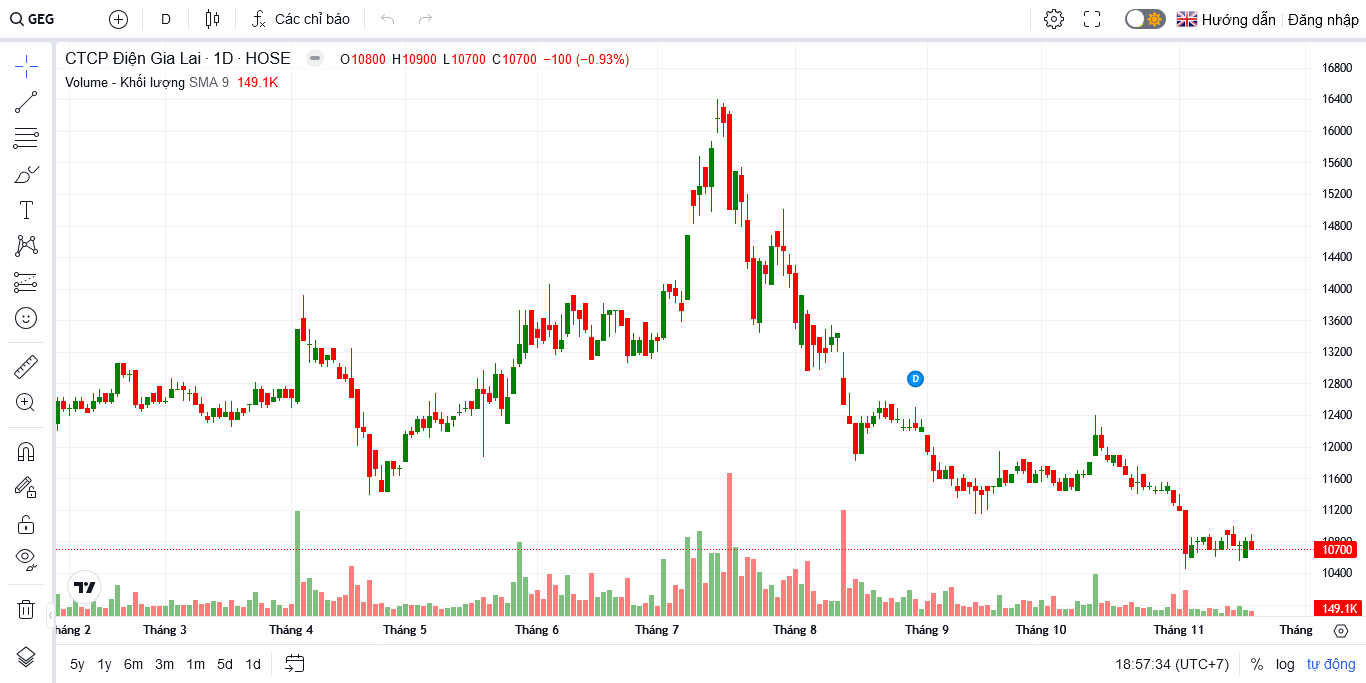 GEG D Các chỉ báo Hướng dẫn Đăng nhập
CTCP Điện Gia Lai · 1D · HOSE O10800 H10900 L10700 C10700 −100 (−0.93%)
Volume - Khối lượng SMA 9 149.1K
16800
16400
16000
15600
15200
14800
14400
14000
13600
13200
12800
D
12400
12000
11600
11200
10800
10700
10400
149.1K
háng 2 Tháng 3 Tháng 4 Tháng 5 Tháng 6 Tháng 7 Tháng 8 Tháng 9 Tháng 10 Tháng 11 Tháng
5y 1y 6m 3m 1m 5d 1d 18:57:34 (UTC+7) % log tự động